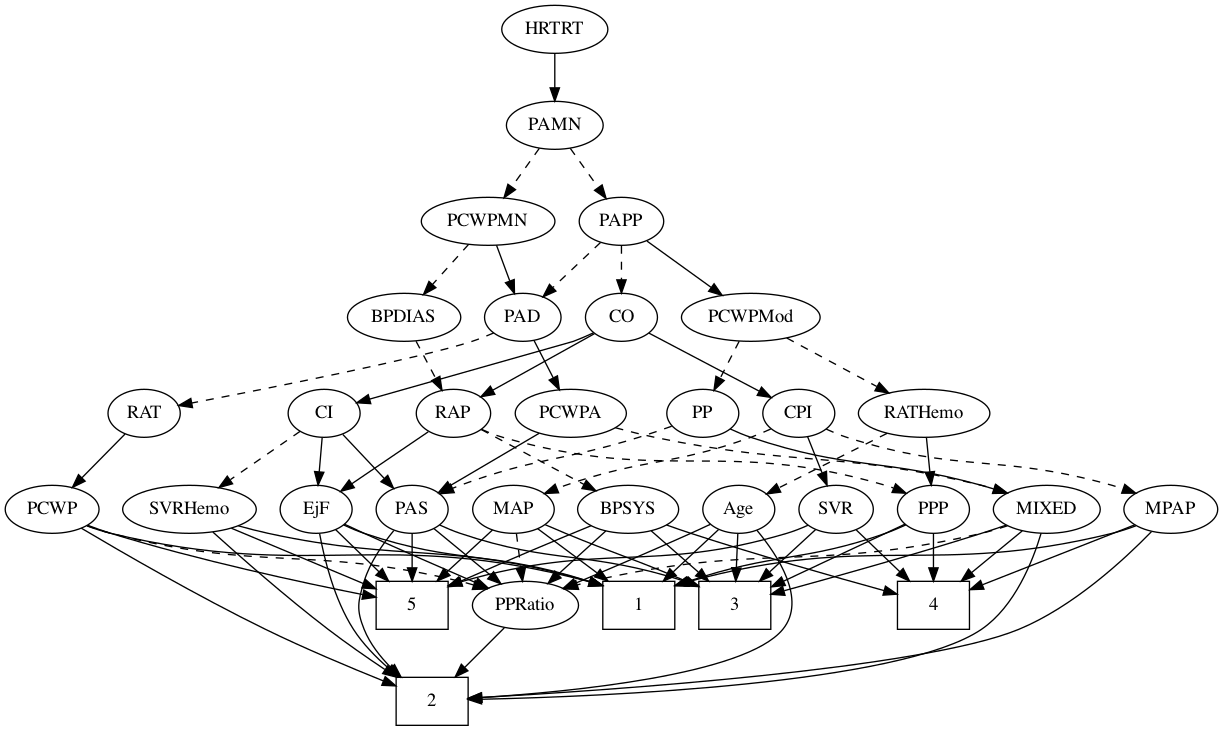 HRTRT
PAMN
PCWPMN
PAPP
BPDIAS
PAD
CO
PCWPMod
RAT
CI
RAP
PCWPA
PP
CPI
RATHemo
PCWP
SVRHemo
EjF
PAS
MAP
BPSYS
Age
SVR
PPP
MIXED
MPAP
5
PPRatio
1
3
4
2